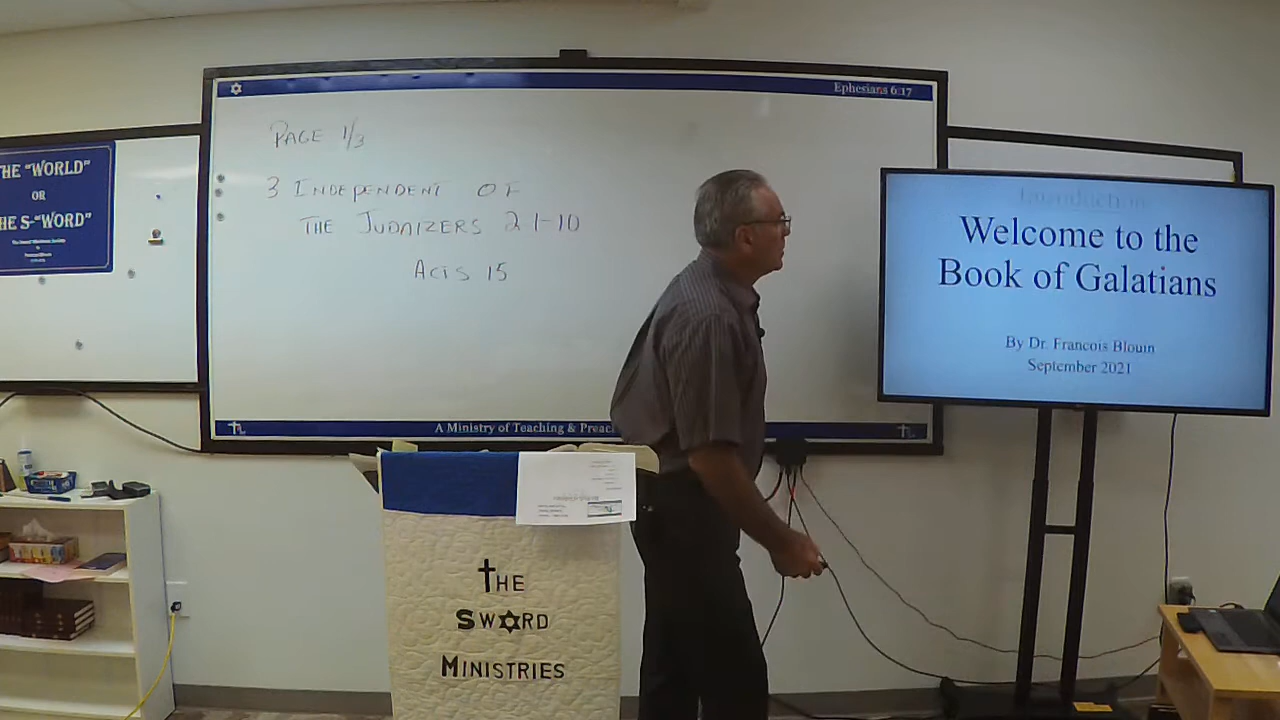 THE "WORLD"
OR
HE S-"WORD"
Ephesians 6:17
PAGE 1/3
3 INDEPENDENT OF
THE JUDAIZERS 2 1-10
ACTS 15
A Ministry of Teaching & Preac
Introduction
Welcome to the
Book of Galatians
By Dr. Francois Blouin
September 2021
THE
SWORD
MINISTRIES